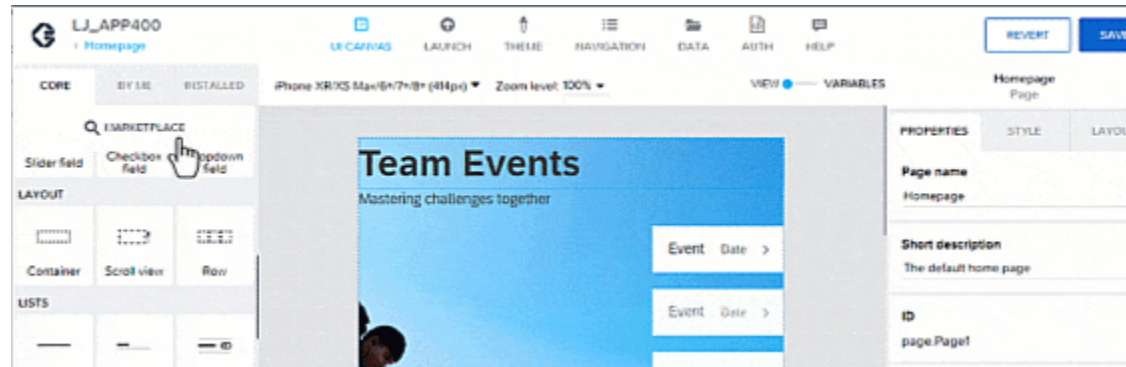 LJ_APP400
‹ Homepage
UI CANVAS LAUNCH THEME NAVIGATION DATA AUTH HELP
REVERT SAVE
CORE BY ME INSTALLED
iPhone XR/XS Max/6+/7+/8+ (414px) Zoom level: 100% VIEW VARIABLES
Homepage
Page
MARKETPLACE
PROPERTIES STYLE LAYOU
Slider field Checkbox field field
LAYOUT
Container Scroll view Row
LISTS
Team Events
Mastering challenges together
Event Date >
Event Date >
Page name
Homepage
Short description
The default home page
ID
page.Page1